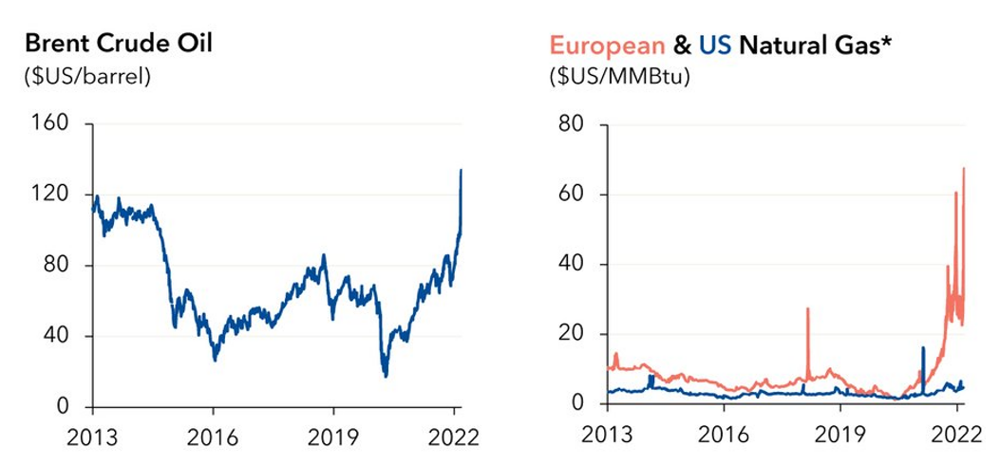 Brent Crude Oil
($US/barrel)
160
120
80
40
0
2013 2016 2019 2022
European & US Natural Gas*
($US/MMBtu)
80
60
40
20
0
2013 2016 2019 2022